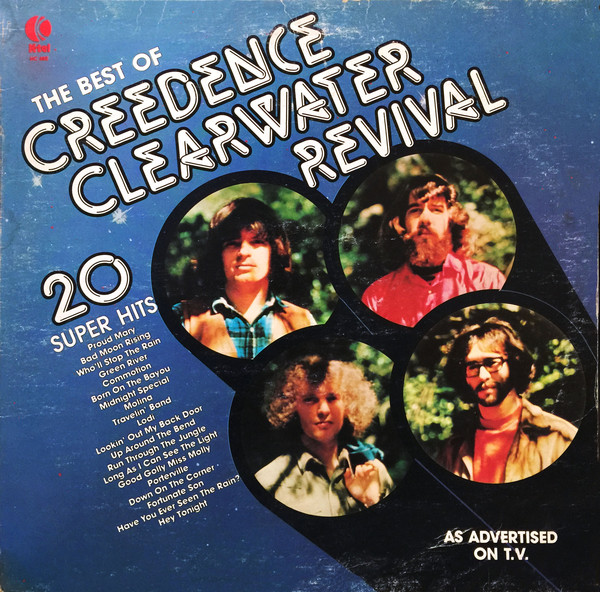 K-tel
THE BEST OF
CREEDENCE
CLEARWATER
REVIVAL
20
SUPER HITS
Proud Mary
Bad Moon Rising
Who'll Stop The Rain
Green River
Commotion
Born On The Bayou
Midnight Special
Molina
Travelin' Band
Lodi
Lookin' Out My Back Door
Up Around The Bend
Run Through The Jungle
Long As I Can See The Light
Good Golly Miss Molly
Porterville
Down On The Corner
Fortunate Son
Have You Ever Seen The Rain?
Hey Tonight
AS ADVERTISED
ON T.V.